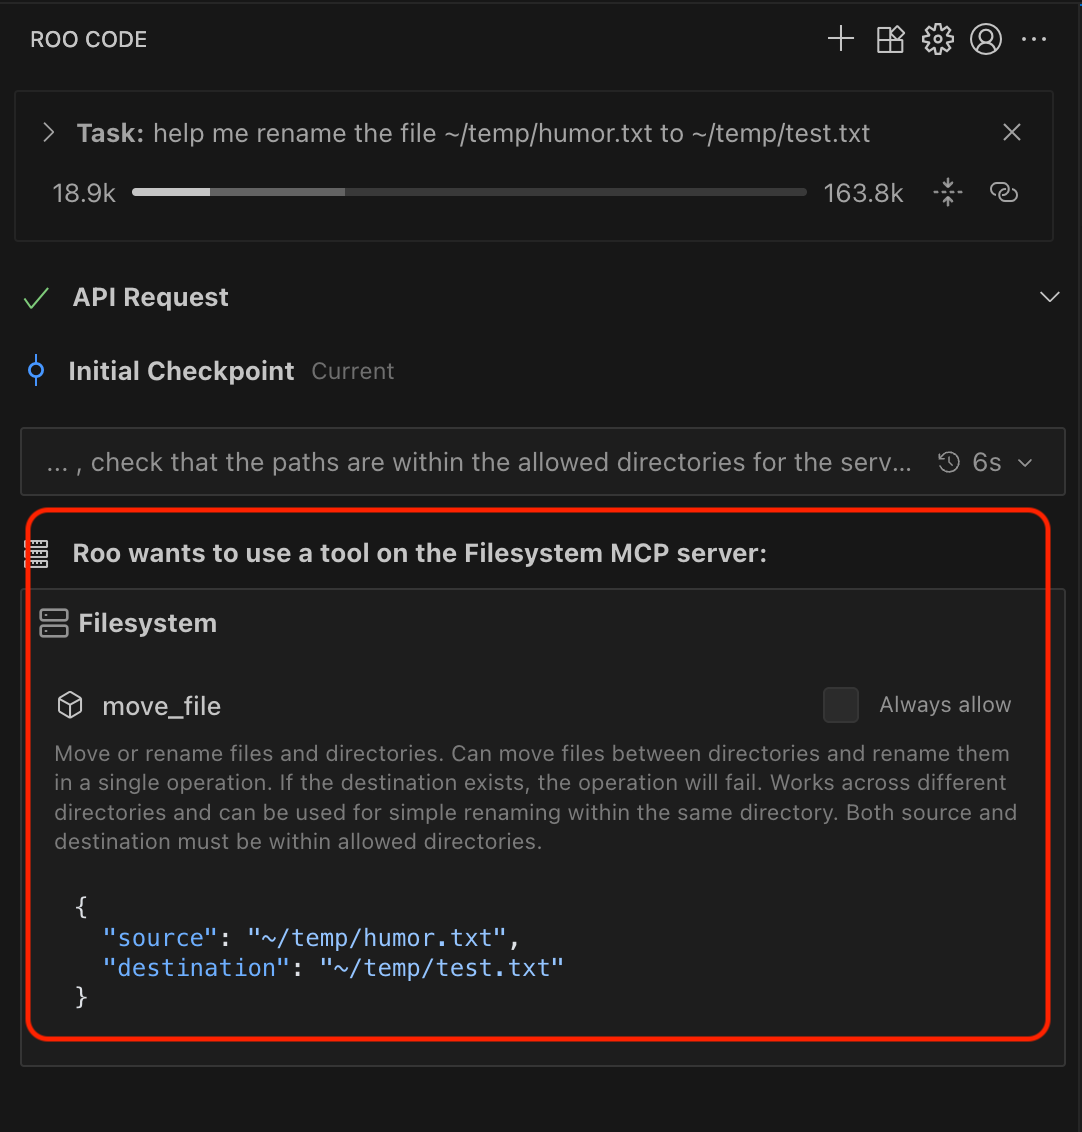 ROO CODE
Task: help me rename the file ~/temp/humor.txt to ~/temp/test.txt
18.9k 163.8k
API Request
Initial Checkpoint Current
... , check that the paths are within the allowed directories for the serv... 6s
Roo wants to use a tool on the Filesystem MCP server:
Filesystem
move_file Always allow
Move or rename files and directories. Can move files between directories and rename them
in a single operation. If the destination exists, the operation will fail. Works across different
directories and can be used for simple renaming within the same directory. Both source and
destination must be within allowed directories.
{
"source": "~/temp/humor.txt",
"destination": "~/temp/test.txt"
}